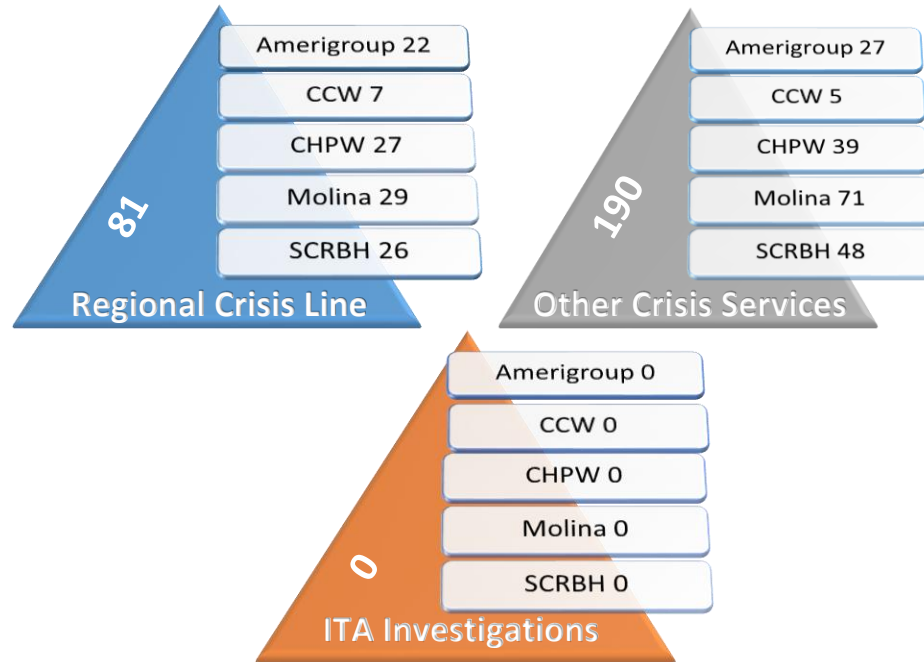 Amerigroup 22
CCW 7
CHPW 27
Molina 29
SCRBH 26
81
Regional Crisis Line
Amerigroup 27
CCW 5
CHPW 39
Molina 71
SCRBH 48
190
Other Crisis Services
Amerigroup 0
CCW 0
CHPW 0
Molina 0
SCRBH 0
0
ITA Investigations